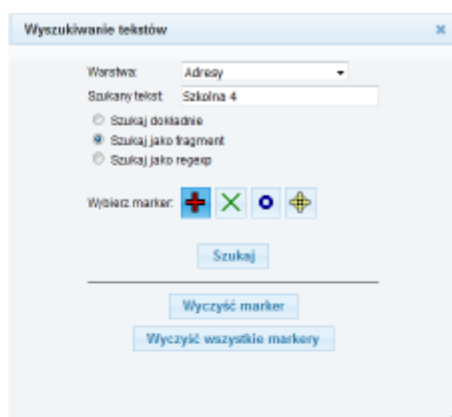 Wyszukiwanie tekstów
Warstwa: Adresy
Szukany tekst: Szkolna 4
Szukaj dokładnie
Szukaj jako fragment
Szukaj jako regexp
Wybierz marker:
Szukaj
Wyczyść marker
Wyczyść wszystkie markery